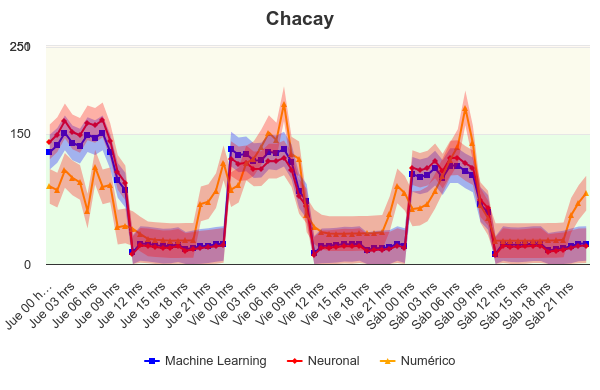 Chacay
250
150
0
Jue 00 h...
Jue 03 hrs
Jue 06 hrs
Jue 09 hrs
Jue 12 hrs
Jue 15 hrs
Jue 18 hrs
Jue 21 hrs
Vie 00 hrs
Vie 03 hrs
Vie 06 hrs
Vie 09 hrs
Vie 12 hrs
Vie 15 hrs
Vie 18 hrs
Vie 21 hrs
Sáb 00 hrs
Sáb 03 hrs
Sáb 06 hrs
Sáb 09 hrs
Sáb 12 hrs
Sáb 15 hrs
Sáb 18 hrs
Sáb 21 hrs
Machine Learning Neuronal Numérico